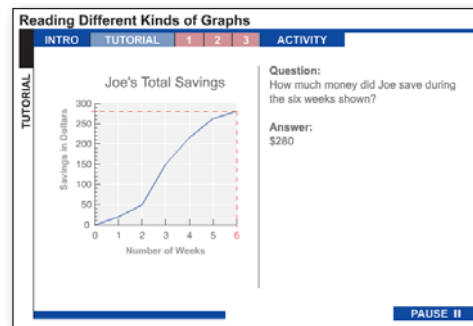 Reading Different Kinds of Graphs
INTRO TUTORIAL 1 2 3 ACTIVITY
TUTORIAL
Joe's Total Savings
Savings in Dollars
300
250
200
150
100
50
0
0 1 2 3 4 5 6
Number of Weeks
Question:
How much money did Joe save during
the six weeks shown?
Answer:
$280
PAUSE II